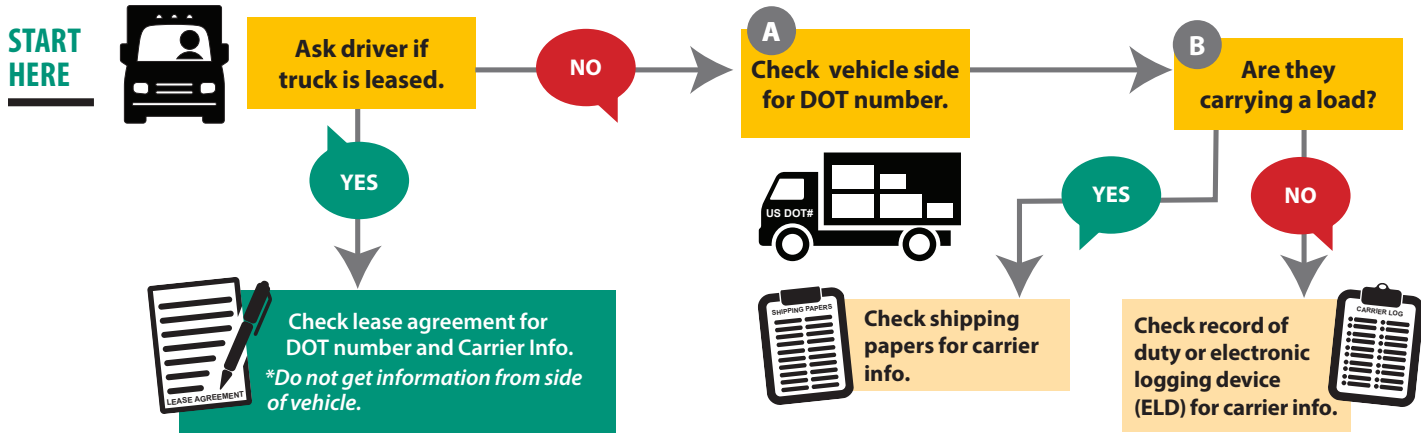 START
HERE
Ask driver if
truck is leased.
NO
A
Check vehicle side
for DOT number.
B
Are they
carrying a load?
YES
US DOT#
YES
NO
LEASE AGREEMENT
Check lease agreement for
DOT number and Carrier Info.
*Do not get information from side
of vehicle.
SHIPPING PAPERS
Check shipping
papers for carrier
info.
CARRIER LOG
Check record of
duty or electronic
logging device
(ELD) for carrier info.